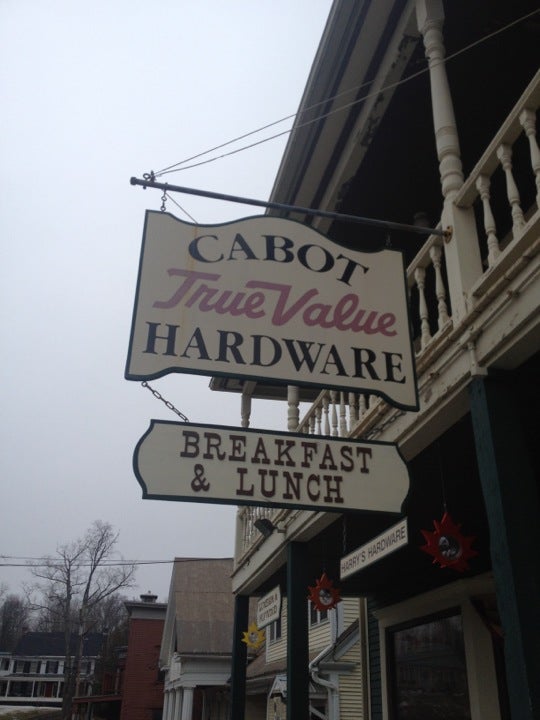 CABOT
True Value
HARDWARE
BREAKFAST
& LUNCH
HARRY'S HARDWARE